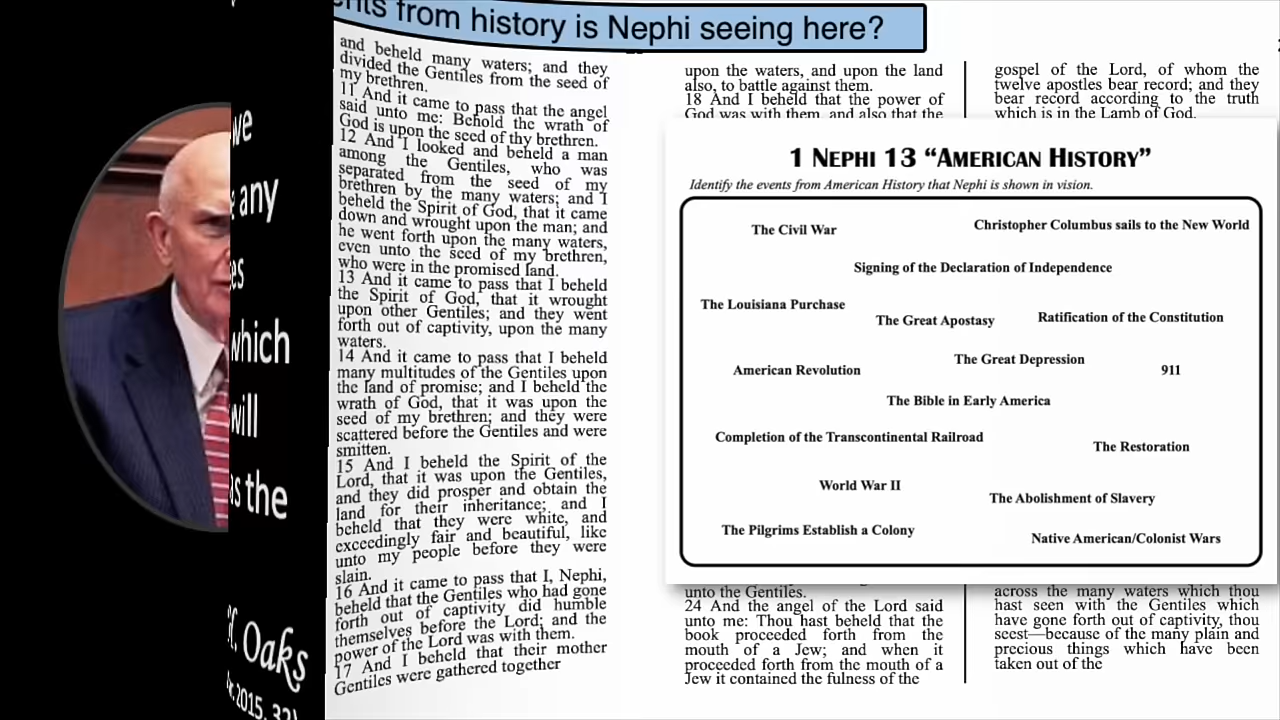 we
any
es
which
will
as the
Oaks
2015, 32)
from history is Nephi seeing here?
and beheld many waters; and they
divided the Gentiles from the seed of
my brethren.
11 And it came to pass that the angel
said unto me: Behold the wrath of
God is upon the seed of thy brethren.
12 And I looked and beheld a man
among the Gentiles, who was
separated from the seed of my
brethren by the many waters; and I
beheld the Spirit of God, that it came
down and wrought upon the man; and
he went forth upon the many waters,
even unto the seed of my brethren,
who were in the promised land.
13 And it came to pass that I beheld
the Spirit of God, that it wrought
upon other Gentiles; and they went
forth out of captivity, upon the many
waters.
14 And it came to pass that I beheld
many multitudes of the Gentiles upon
the land of promise; and I beheld the
wrath of God, that it was upon the
seed of my brethren; and they were
scattered before the Gentiles and were
smitten.
15 And I beheld the Spirit of the
Lord, that it was upon the Gentiles,
and they did prosper and obtain the
land for their inheritance; and I
beheld that they were white, and
exceedingly fair and beautiful, like
unto my people before they were
slain.
16 And it came to pass that I, Nephi,
beheld that the Gentiles who had gone
forth out of captivity did humble
themselves before the Lord; and the
power of the Lord was with them.
17 And I beheld that their mother
Gentiles were gathered together
upon the waters, and upon the land
also, to battle against them.
18 And I beheld that the power of
God was with them, and also that the
gospel of the Lord, of whom the
twelve apostles bear record; and they
bear record according to the truth
which is in the Lamb of God.
1 NEPHI 13 "AMERICAN HISTORY"
Identify the events from American History that Nephi is shown in vision.
The Civil War
Christopher Columbus sails to the New World
Signing of the Declaration of Independence
The Louisiana Purchase
The Great Apostasy
Ratification of the Constitution
The Great Depression
American Revolution
911
The Bible in Early America
Completion of the Transcontinental Railroad
The Restoration
World War II
The Abolishment of Slavery
The Pilgrims Establish a Colony
Native American/Colonist Wars
unto the Gentiles.
24 And the angel of the Lord said
unto me: Thou hast beheld that the
book proceeded forth from the
mouth of a Jew; and when it
proceeded forth from the mouth of a
Jew it contained the fulness of the
across the many waters which thou
hast seen with the Gentiles which
have gone forth out of captivity, thou
seest—because of the many plain and
precious things which have been
taken out of the